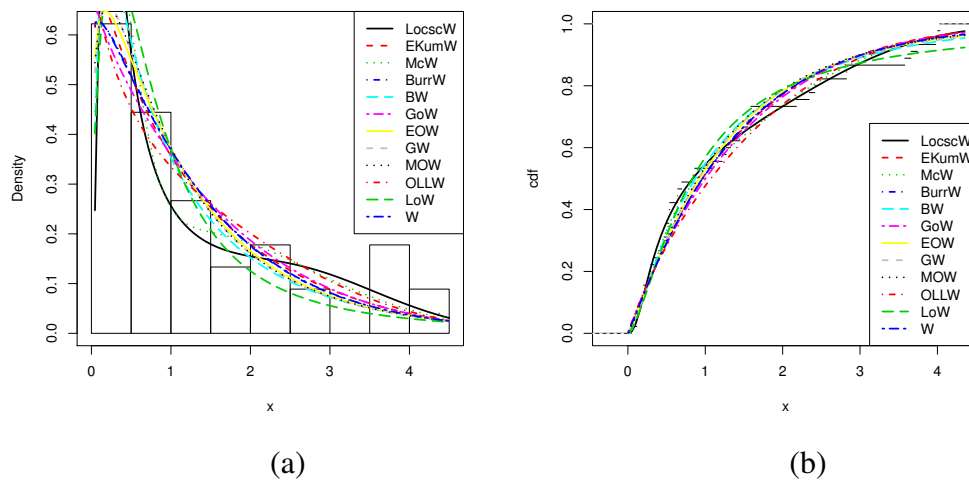 Density
0.6
0.5
0.4
0.3
0.2
0.1
0.0
0 1 2 3 4
x
LocscW
EKumW
McW
BurrW
BW
GoW
EOW
GW
MOW
OLLW
LoW
W
(a)
cdf
1.0
0.8
0.6
0.4
0.2
0.0
0 1 2 3 4
x
LocscW
EKumW
McW
BurrW
BW
GoW
EOW
GW
MOW
OLLW
LoW
W
(b)